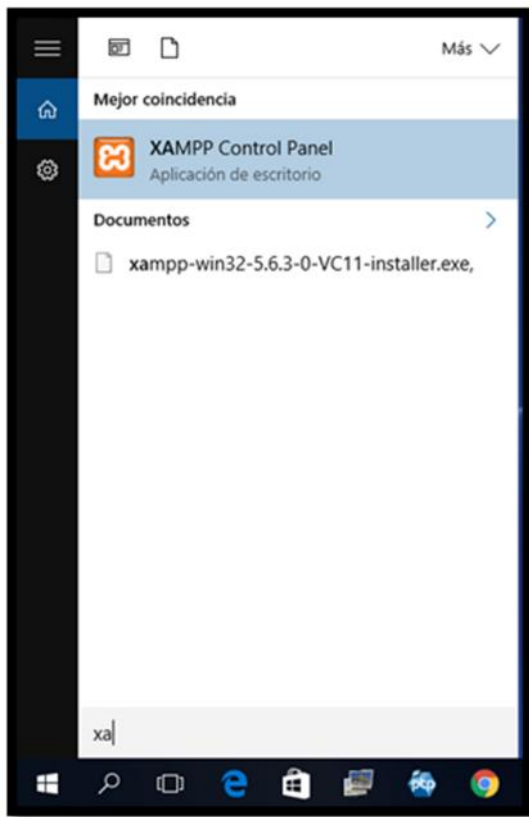 Más
Mejor coincidencia
XAMPP Control Panel
Aplicación de escritorio
Documentos
xampp-win32-5.6.3-0-VC11-installer.exe,
xa
pcp